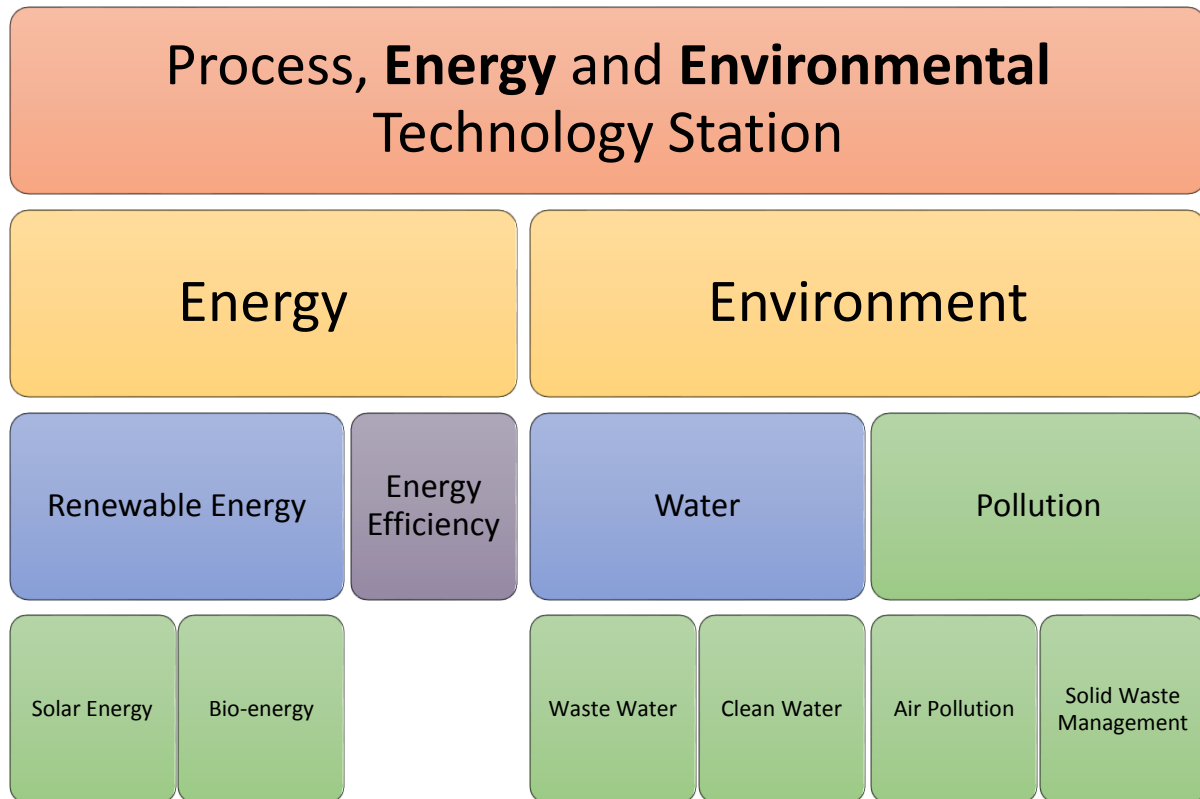 Process, Energy and Environmental
Technology Station
Energy
Environment
Renewable Energy
Energy
Efficiency
Water
Pollution
Solar Energy
Bio-energy
Waste Water
Clean Water
Air Pollution
Solid Waste
Management